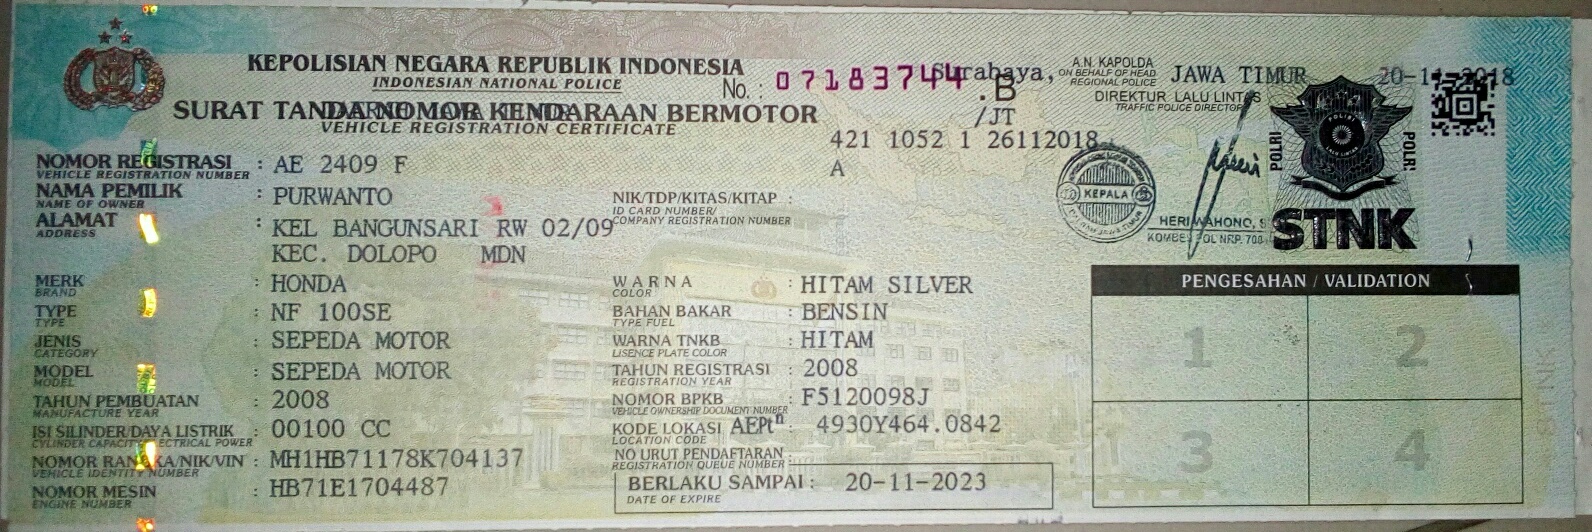 KEPOLISIAN NEGARA REPUBLIK INDONESIA
INDONESIAN NATIONAL POLICE
No. : 07183744 .B
/JT
SURAT TANDA NOMOR KENDARAAN BERMOTOR
VEHICLE REGISTRATION CERTIFICATE
421 1052 1 26112018
A
Surabaya,
A.N. KAPOLDA JAWA TIMUR 20-11-2018
ON BEHALF OF HEAD
REGIONAL POLICE
DIREKTUR LALU LINTAS
TRAFFIC POLICE DIRECTOR
KEPALA
HERI WAHONO, S
KOMBES POL NRP. 700
POLRI
POLISI
LALU LINTAS
POLRI
STNK
NOMOR REGISTRASI : AE 2409 F
VEHICLE REGISTRATION NUMBER
NAMA PEMILIK : PURWANTO
NAME OF OWNER
NIK/TDP/KITAS/KITAP :
ID CARD NUMBER/
COMPANY REGISTRATION NUMBER
ALAMAT : KEL BANGUNSARI RW 02/09
ADDRESS
KEC. DOLOPO MDN
MERK : HONDA
BRAND
TYPE : NF 100SE
TYPE
JENIS : SEPEDA MOTOR
CATEGORY
MODEL : SEPEDA MOTOR
MODEL
TAHUN PEMBUATAN : 2008
MANUFACTURE YEAR
ISI SILINDER/DAYA LISTRIK : 00100 CC
CYLINDER CAPACITY/ELECTRICAL POWER
NOMOR RANGKA/NIK/VIN : MH1HB71178K704137
VEHICLE IDENTITY NUMBER
NOMOR MESIN : HB71E1704487
ENGINE NUMBER
WARNA : HITAM SILVER
COLOR
BAHAN BAKAR : BENSIN
TYPE FUEL
WARNA TNKB : HITAM
LISENCE PLATE COLOR
TAHUN REGISTRASI : 2008
REGISTRATION YEAR
NOMOR BPKB : F5120098J
VEHICLE OWNERSHIP DOCUMENT NUMBER
KODE LOKASI AEPtn : 4930Y464.0842
LOCATION CODE
NO URUT PENDAFTARAN :
REGISTRATION QUEUE NUMBER
BERLAKU SAMPAI : 20-11-2023
DATE OF EXPIRE
PENGESAHAN / VALIDATION
1 2
3 4